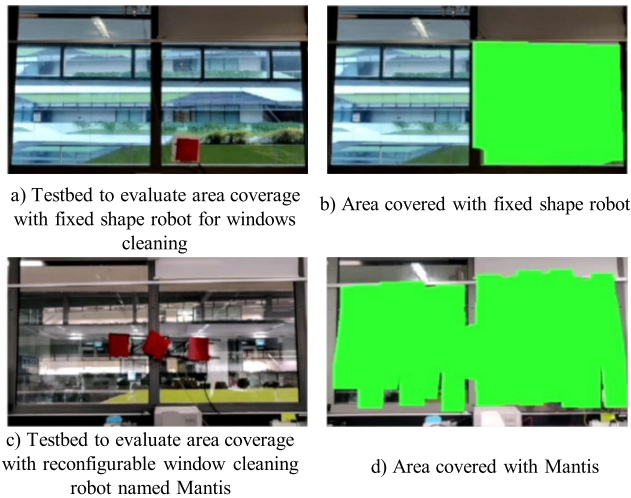 a) Testbed to evaluate area coverage
with fixed shape robot for windows
cleaning
b) Area covered with fixed shape robot
c) Testbed to evaluate area coverage
with reconfigurable window cleaning
robot named Mantis
d) Area covered with Mantis